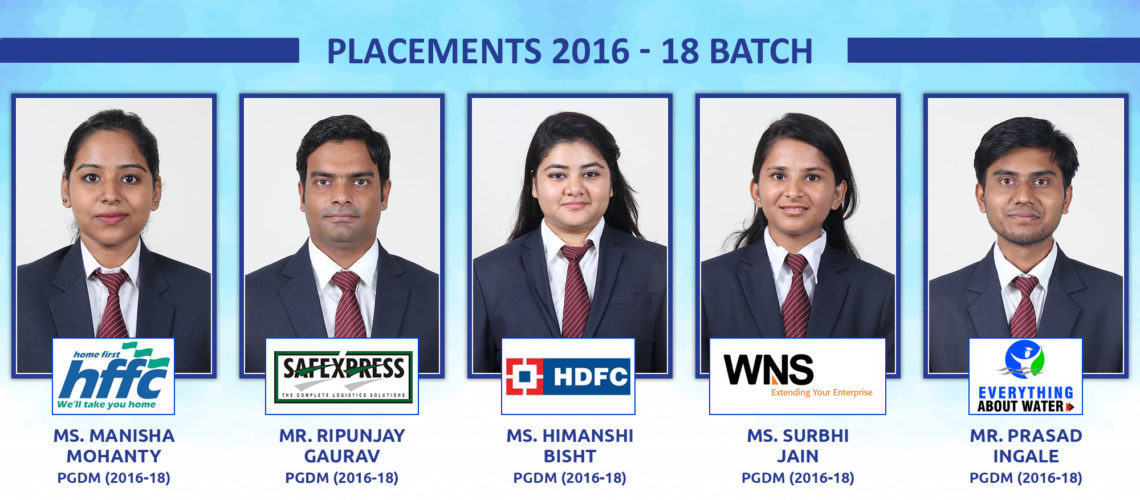 PLACEMENTS 2016 - 18 BATCH
home first
hffc
We'll take you home
SAFEXPRESS
THE COMPLETE LOGISTICS SOLUTIONS
HDFC
WNS
Extending Your Enterprise
EVERYTHING
ABOUT WATER
MS. MANISHA
MOHANTY
PGDM (2016-18)
MR. RIPUNJAY
GAURAV
PGDM (2016-18)
MS. HIMANSHI
BISHT
PGDM (2016-18)
MS. SURBHI
JAIN
PGDM (2016-18)
MR. PRASAD
INGALE
PGDM (2016-18)